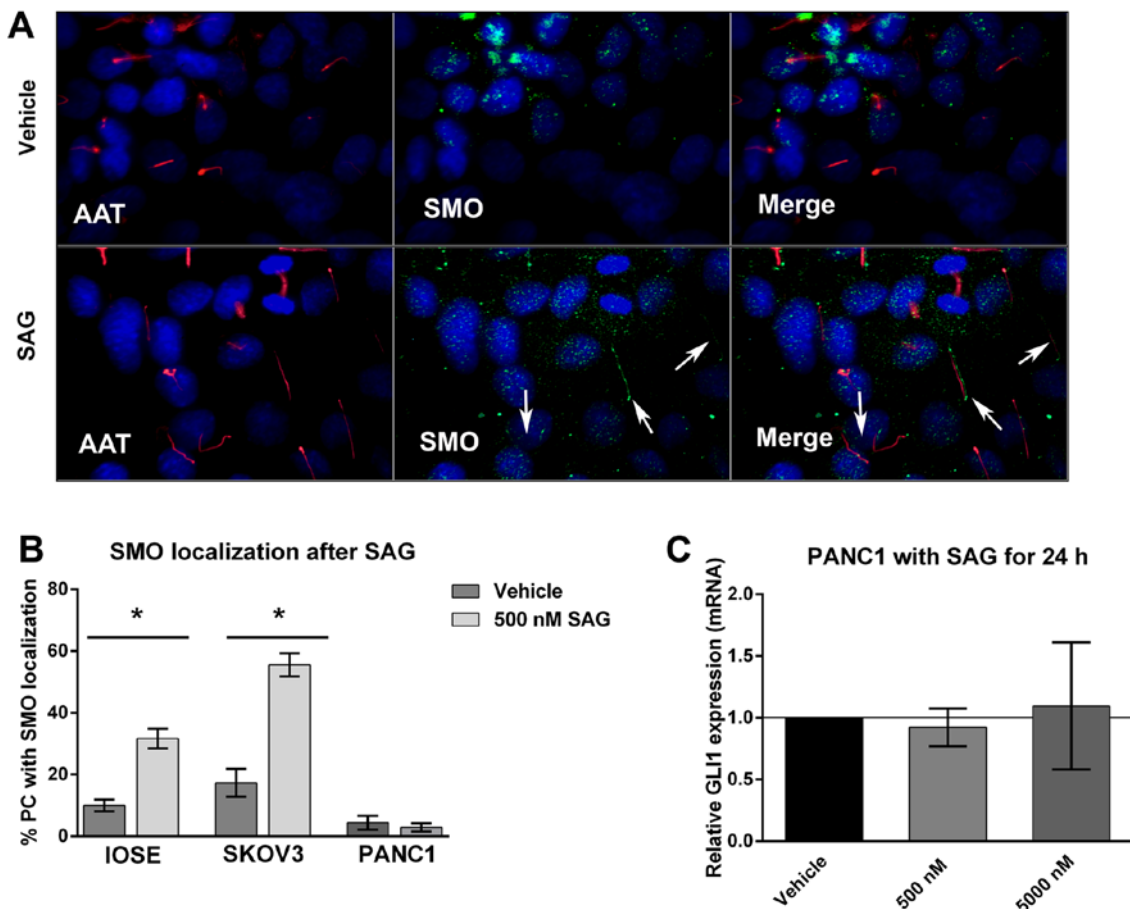 A
Vehicle
AAT
SMO
Merge
SAG
AAT
SMO
Merge
B
SMO localization after SAG
% PC with SMO localization
80
60
40
20
0
*
*
Vehicle
500 nM SAG
IOSE
SKOV3
PANC1
C
PANC1 with SAG for 24 h
Relative GLI1 expression (mRNA)
2.0
1.5
1.0
0.5
0.0
Vehicle
500 nM
5000 nM